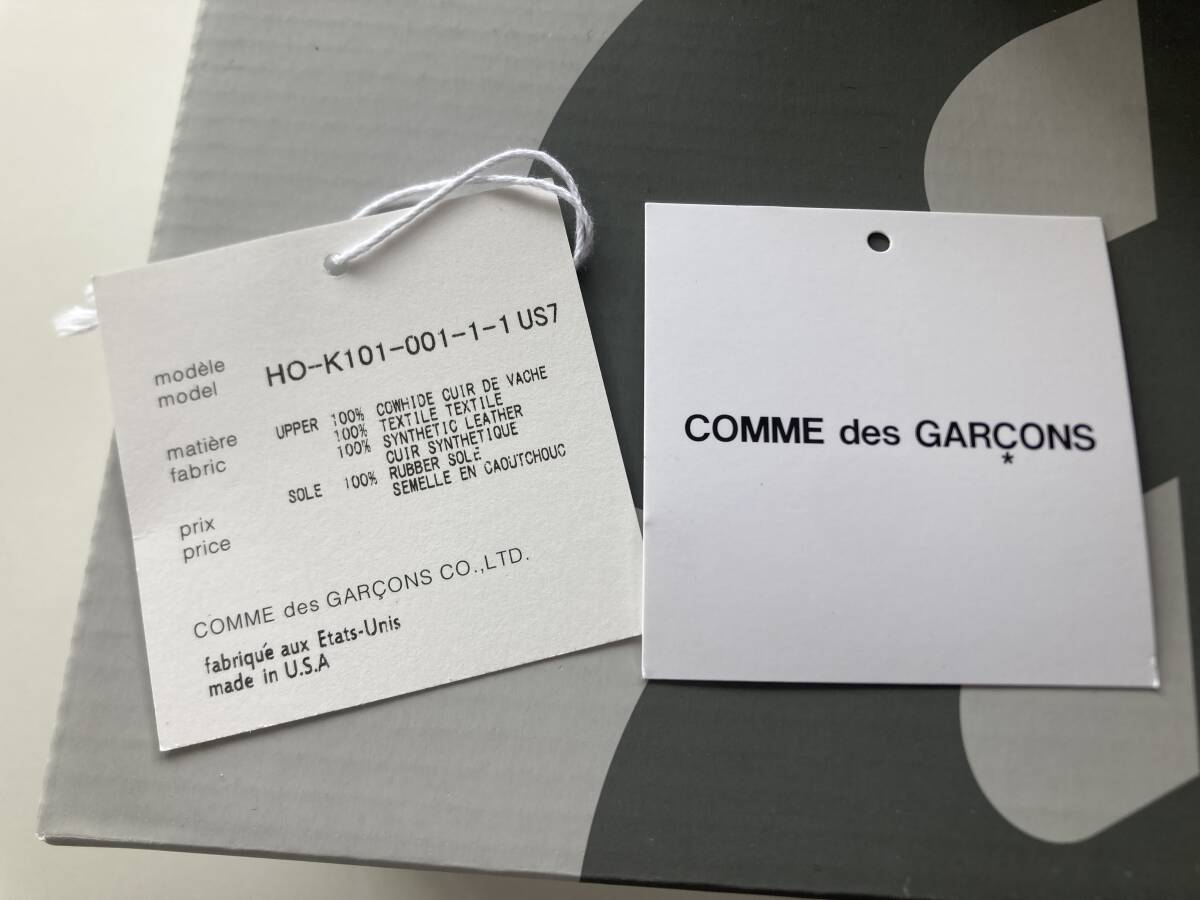 modèle
model
HO--K101-001-1-1 US7
matière
fabric
UPPER 100% COWHIDE CUIR DE VACHE
100% TEXTILE TEXTILE
100% SYNTHETIC LEATHER
CUIR SYNTHETIQUE
SOLE 100% RUBBER SOLE
SEMELLE EN CAOUTCHOUC
prix
price
COMME des GARÇONS CO.,LTD.
fabriqué aux Etats-Unis
made in U.S.A
COMME des GARÇONS
*